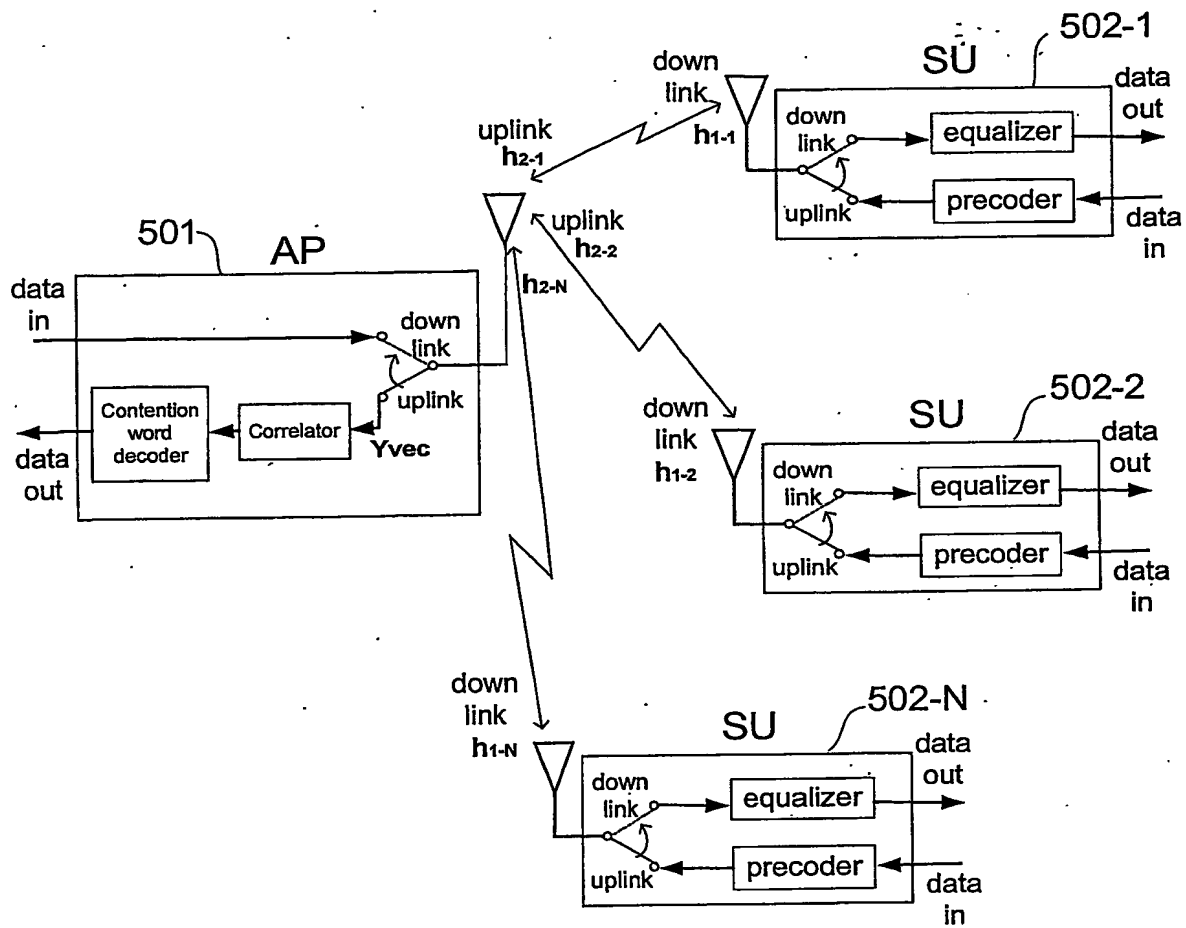 502-1
SU
down
link
h1-1
down
link
uplink
equalizer
precoder
data
out
data
in
uplink
h2-1
uplink
h2-2
h2-N
501
AP
data
in
down
link
uplink
Contention
word
decoder
Correlator
Yvec
data
out
502-2
SU
down
link
h1-2
down
link
uplink
equalizer
precoder
data
out
data
in
502-N
SU
down
link
h1-N
down
link
uplink
equalizer
precoder
data
out
data
in